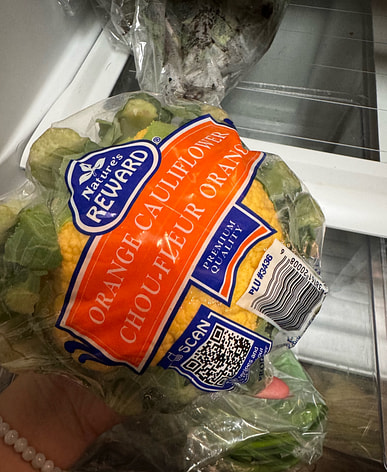 Nature's
REWARD®
ORANGE CAULIFLOWER
CHOU-FLEUR ORANGE
PREMIUM
QUALITY
PLU #3436
SCAN